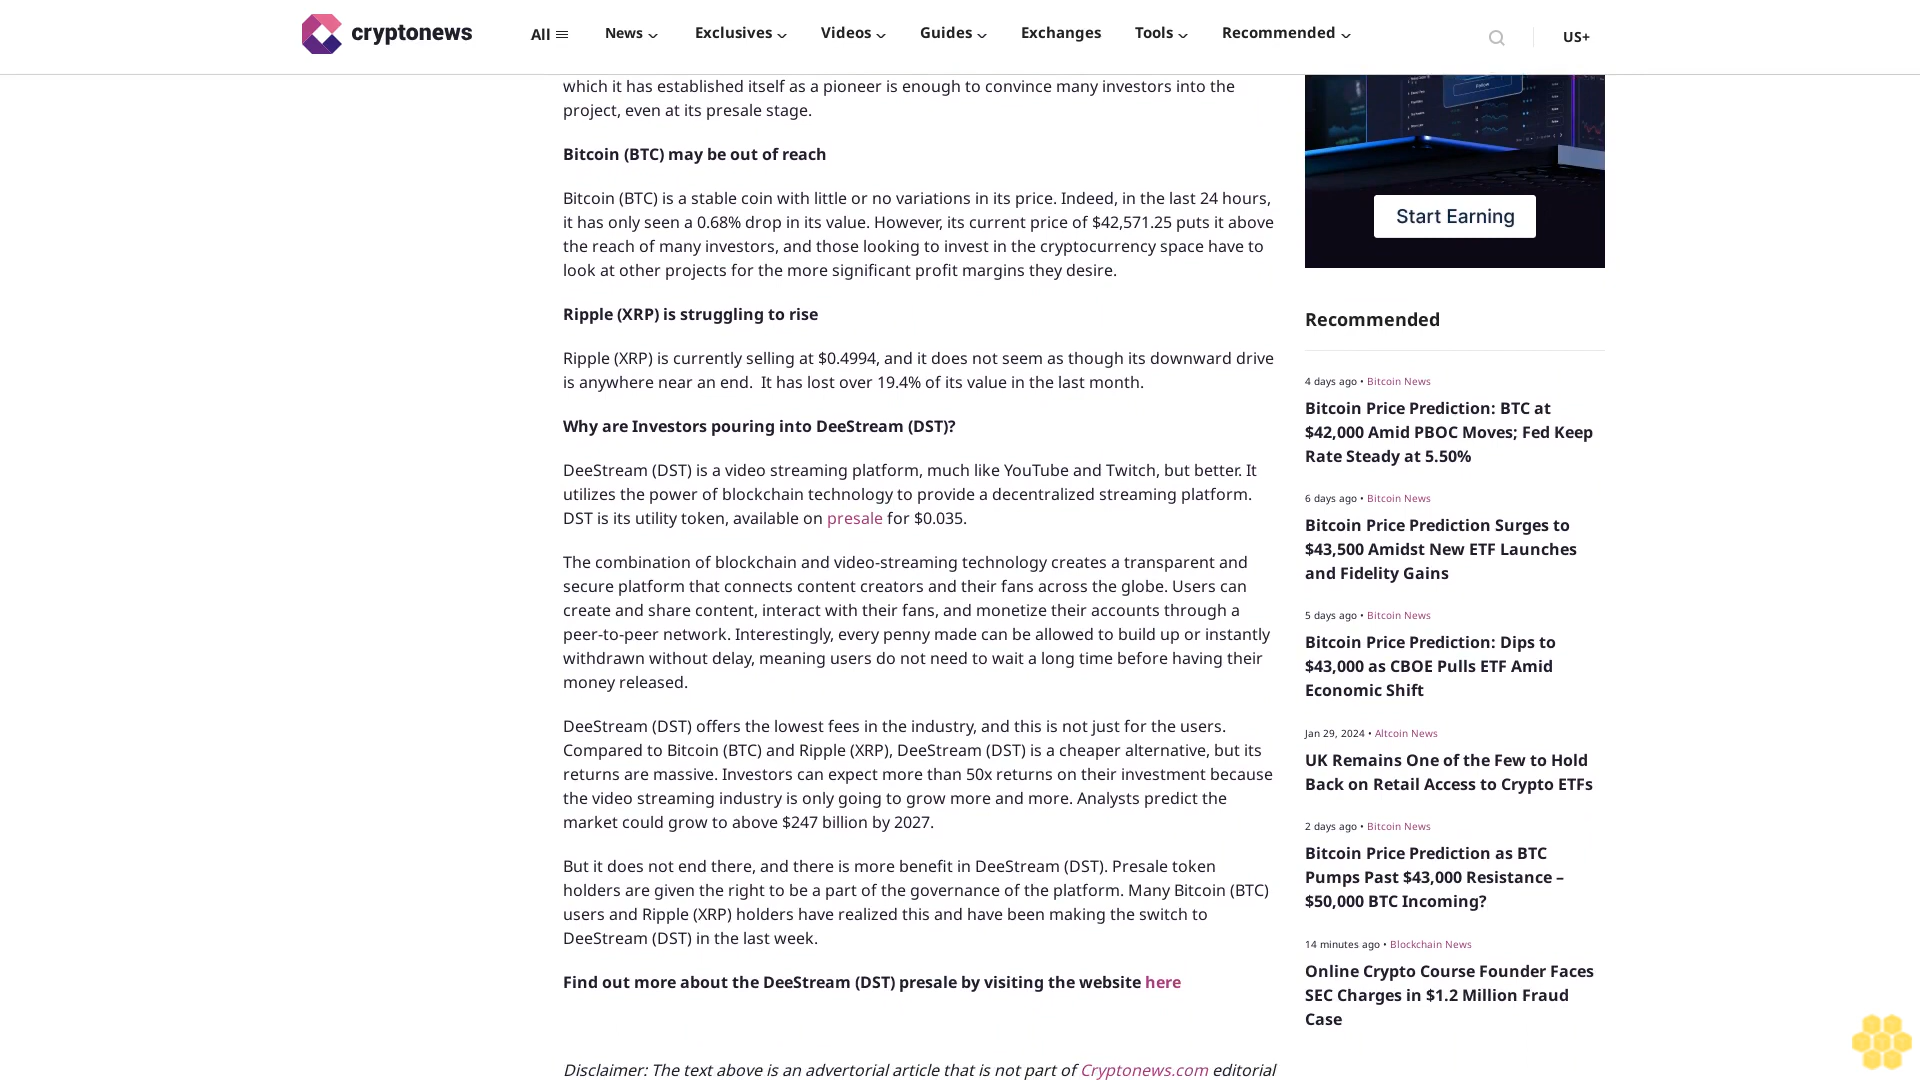 cryptonews
All
News
Exclusives
Videos
Guides
Exchanges
Tools
Recommended
US+
which it has established itself as a pioneer is enough to convince many investors into the
project, even at its presale stage.
Bitcoin (BTC) may be out of reach
Bitcoin (BTC) is a stable coin with little or no variations in its price. Indeed, in the last 24 hours,
it has only seen a 0.68% drop in its value. However, its current price of $42,571.25 puts it above
the reach of many investors, and those looking to invest in the cryptocurrency space have to
look at other projects for the more significant profit margins they desire.
Ripple (XRP) is struggling to rise
Ripple (XRP) is currently selling at $0.4994, and it does not seem as though its downward drive
is anywhere near an end.  It has lost over 19.4% of its value in the last month.
Why are Investors pouring into DeeStream (DST)?
DeeStream (DST) is a video streaming platform, much like YouTube and Twitch, but better. It
utilizes the power of blockchain technology to provide a decentralized streaming platform.
DST is its utility token, available on presale for $0.035.
The combination of blockchain and video-streaming technology creates a transparent and
secure platform that connects content creators and their fans across the globe. Users can
create and share content, interact with their fans, and monetize their accounts through a
peer-to-peer network. Interestingly, every penny made can be allowed to build up or instantly
withdrawn without delay, meaning users do not need to wait a long time before having their
money released.
DeeStream (DST) offers the lowest fees in the industry, and this is not just for the users.
Compared to Bitcoin (BTC) and Ripple (XRP), DeeStream (DST) is a cheaper alternative, but its
returns are massive. Investors can expect more than 50x returns on their investment because
the video streaming industry is only going to grow more and more. Analysts predict the
market could grow to above $247 billion by 2027.
But it does not end there, and there is more benefit in DeeStream (DST). Presale token
holders are given the right to be a part of the governance of the platform. Many Bitcoin (BTC)
users and Ripple (XRP) holders have realized this and have been making the switch to
DeeStream (DST) in the last week.
Find out more about the DeeStream (DST) presale by visiting the website here
Disclaimer: The text above is an advertorial article that is not part of Cryptonews.com editorial
Start Earning
Recommended
4 days ago • Bitcoin News
Bitcoin Price Prediction: BTC at
$42,000 Amid PBOC Moves; Fed Keep
Rate Steady at 5.50%
6 days ago • Bitcoin News
Bitcoin Price Prediction Surges to
$43,500 Amidst New ETF Launches
and Fidelity Gains
5 days ago • Bitcoin News
Bitcoin Price Prediction: Dips to
$43,000 as CBOE Pulls ETF Amid
Economic Shift
Jan 29, 2024 • Altcoin News
UK Remains One of the Few to Hold
Back on Retail Access to Crypto ETFs
2 days ago • Bitcoin News
Bitcoin Price Prediction as BTC
Pumps Past $43,000 Resistance –
$50,000 BTC Incoming?
14 minutes ago • Blockchain News
Online Crypto Course Founder Faces
SEC Charges in $1.2 Million Fraud
Case